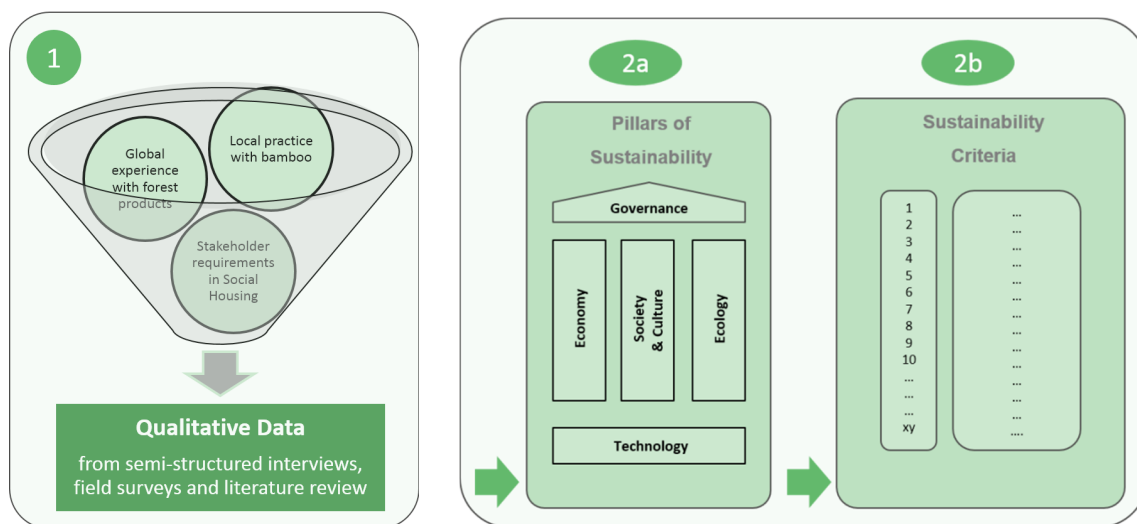 1
Global
experience
with forest
products
Local practice
with bamboo
Stakeholder
requirements
in Social
Housing
Qualitative Data
from semi-structured interviews,
field surveys and literature review
2a
Pillars of
Sustainability
Governance
Economy
Society
& Culture
Ecology
Technology
2b
Sustainability
Criteria
1
2
3
4
5
6
7
8
9
10
...
...
...
xy
...
...
...
...
...
...
...
...
...
...
...
...
...
....